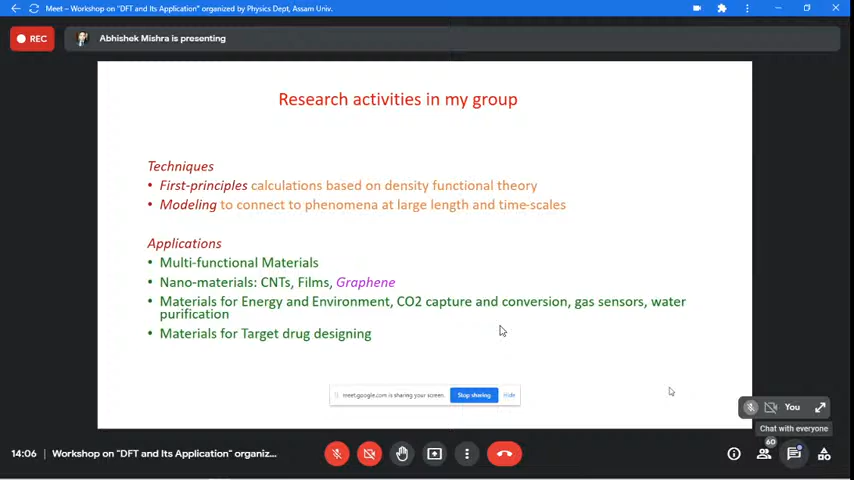 Meet – Workshop on "DFT and Its Application" organized by Physics Dept, Assam Univ.
REC
Abhishek Mishra is presenting
Research activities in my group
Techniques
• First-principles calculations based on density functional theory
• Modeling to connect to phenomena at large length and time-scales
Applications
• Multi-functional Materials
• Nano-materials: CNTs, Films, Graphene
• Materials for Energy and Environment, CO2 capture and conversion, gas sensors, water
purification
• Materials for Target drug designing
meet.google.com is sharing your screen. Stop sharing Hide
You
Chat with everyone
60
14:06 Workshop on "DFT and Its Application" organiz...